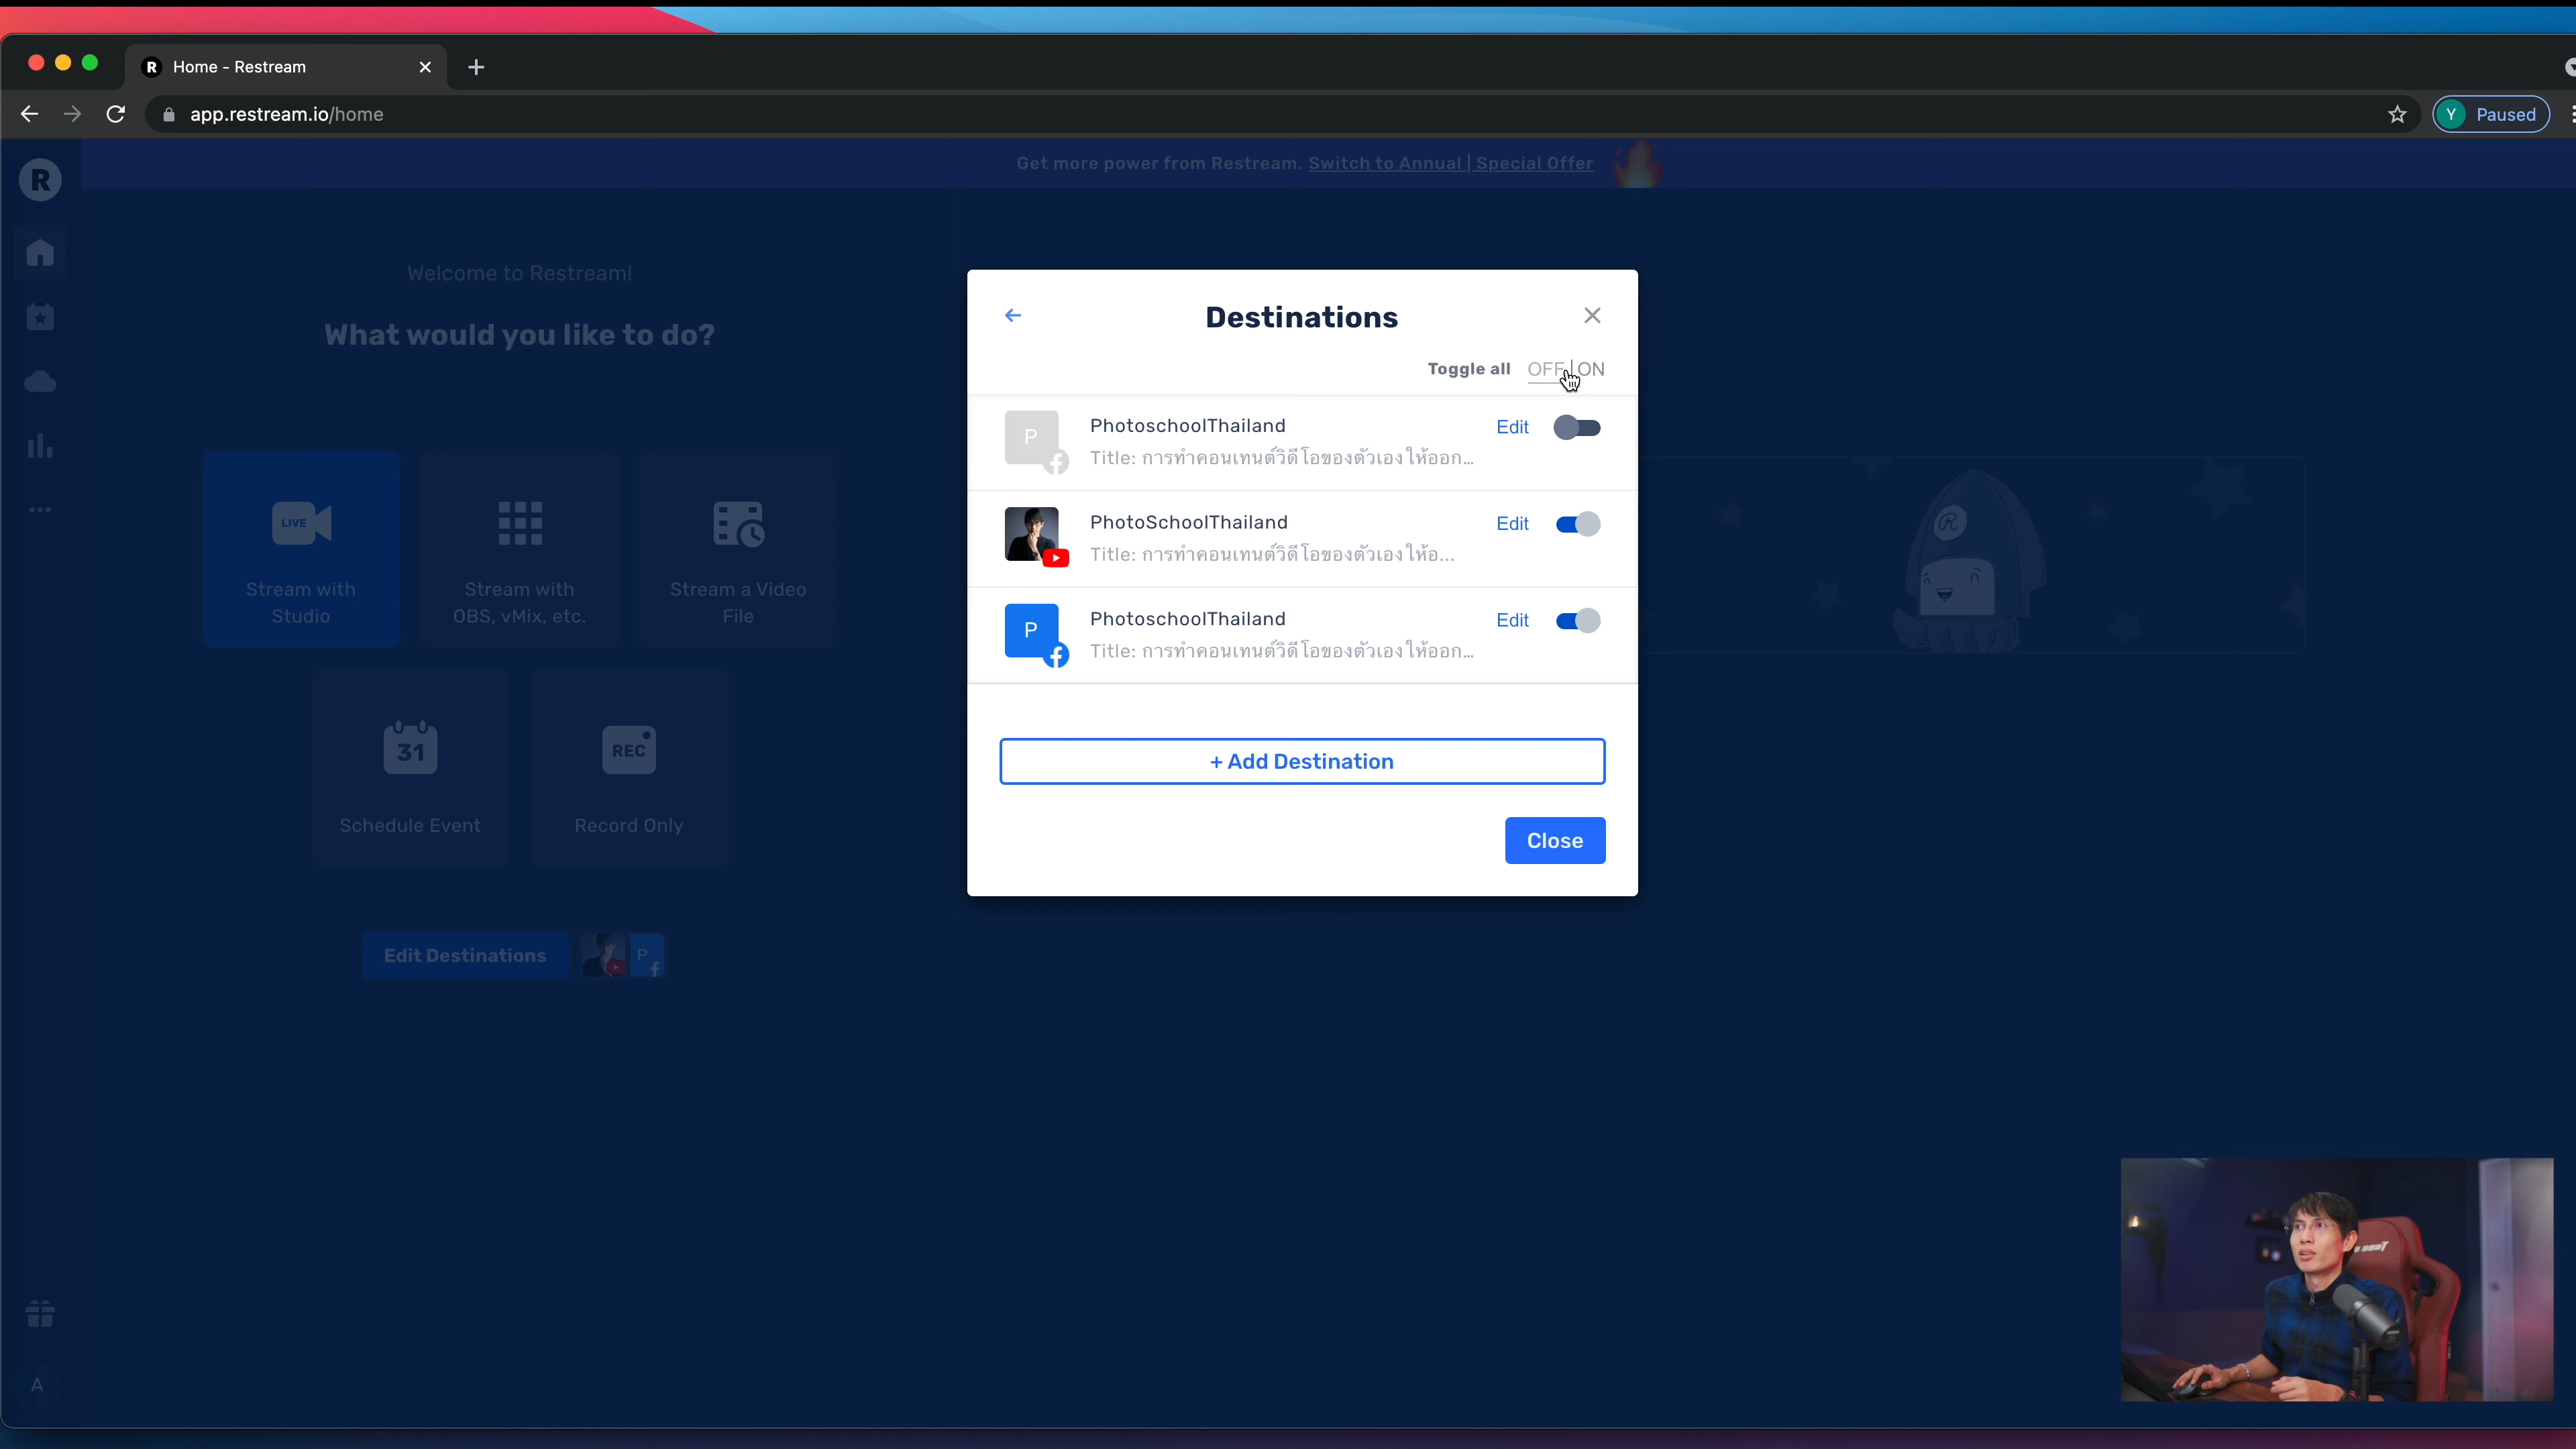 R Home - Restream
app.restream.io/home
Y Paused
R
Get more power from Restream. Switch to Annual | Special Offer
Welcome to Restream!
What would you like to do?
LIVE
Stream with
Studio
Stream with
OBS, vMix, etc.
Stream a Video
File
31
Schedule Event
REC
Record Only
Edit Destinations
P
A
Destinations
Toggle all OFF ON
P
PhotoschoolThailand
Edit
Title: การทำคอนเทนต์วิดีโอของตัวเองให้ออก...
PhotoSchoolThailand
Edit
Title: การทำคอนเทนต์วิดีโอของตัวเองให้อ...
P
PhotoschoolThailand
Edit
Title: การทำคอนเทนต์วิดีโอของตัวเองให้ออก...
+ Add Destination
Close
R